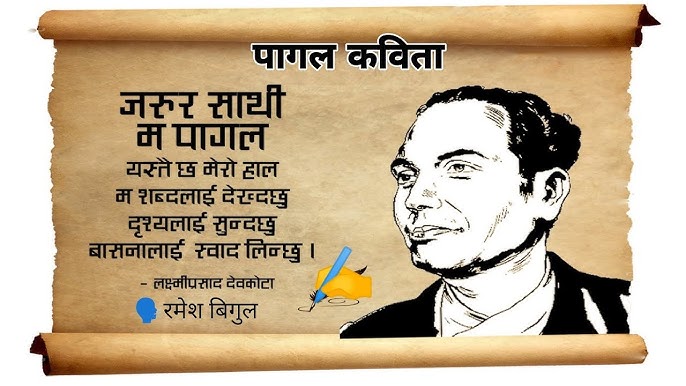 पागल कविता
जरुर साथी
म पागल
यस्तै छ मेरो हाल
म शब्दलाई देख्दछु
दृश्यलाई सुन्दछु
बासनालाई स्वाद लिन्छु ।
- लक्ष्मीप्रसाद देवकोटा
रमेश बिगुल